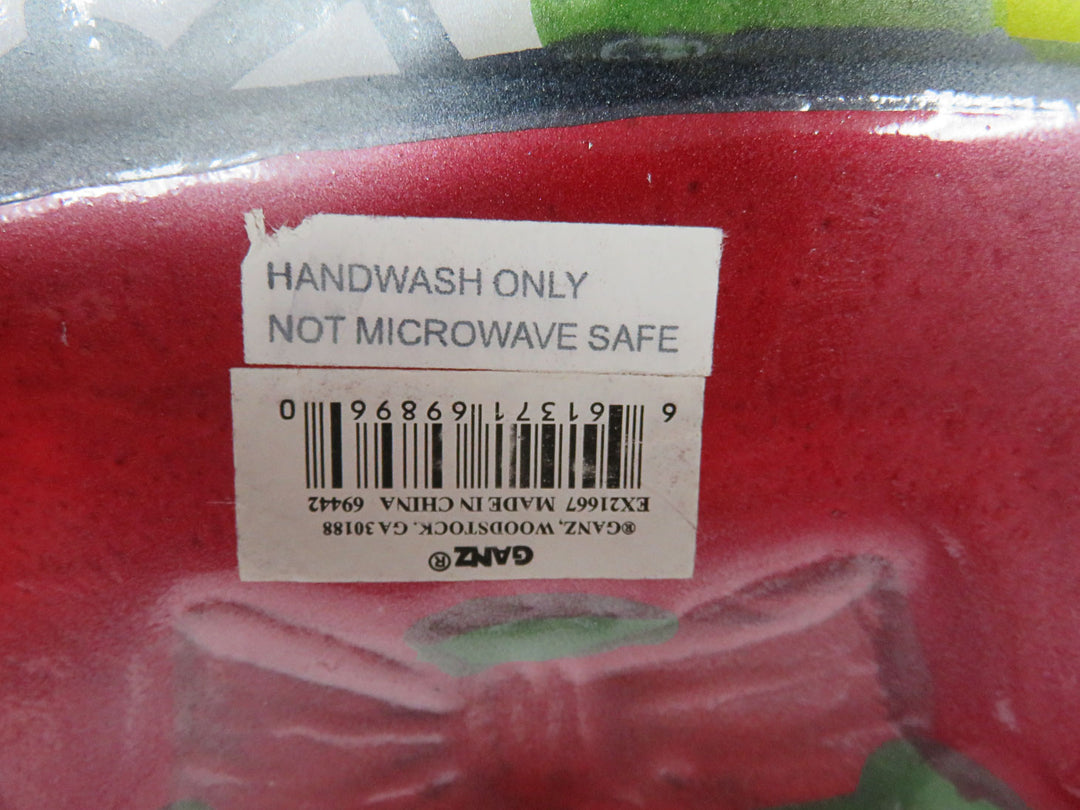 HANDWASH ONLY
NOT MICROWAVE SAFE
GANZ®
®GANZ, WOODSTOCK, GA 30188
EX21667 MADE IN CHINA 69442
6 61371 69896 0